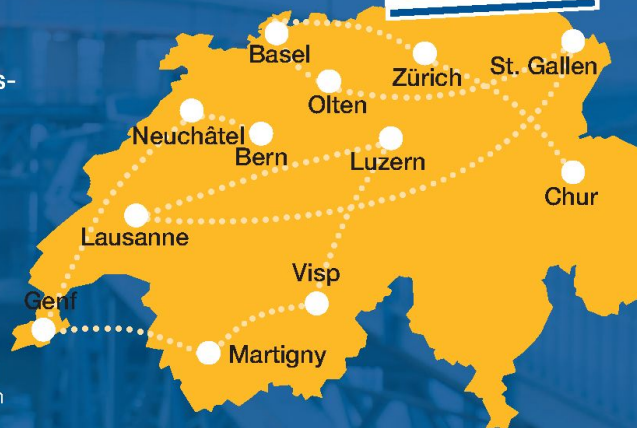 s-
Basel
Zürich
St. Gallen
Olten
Neuchâtel
Bern
Luzern
Chur
Lausanne
Visp
Genf
Martigny
n